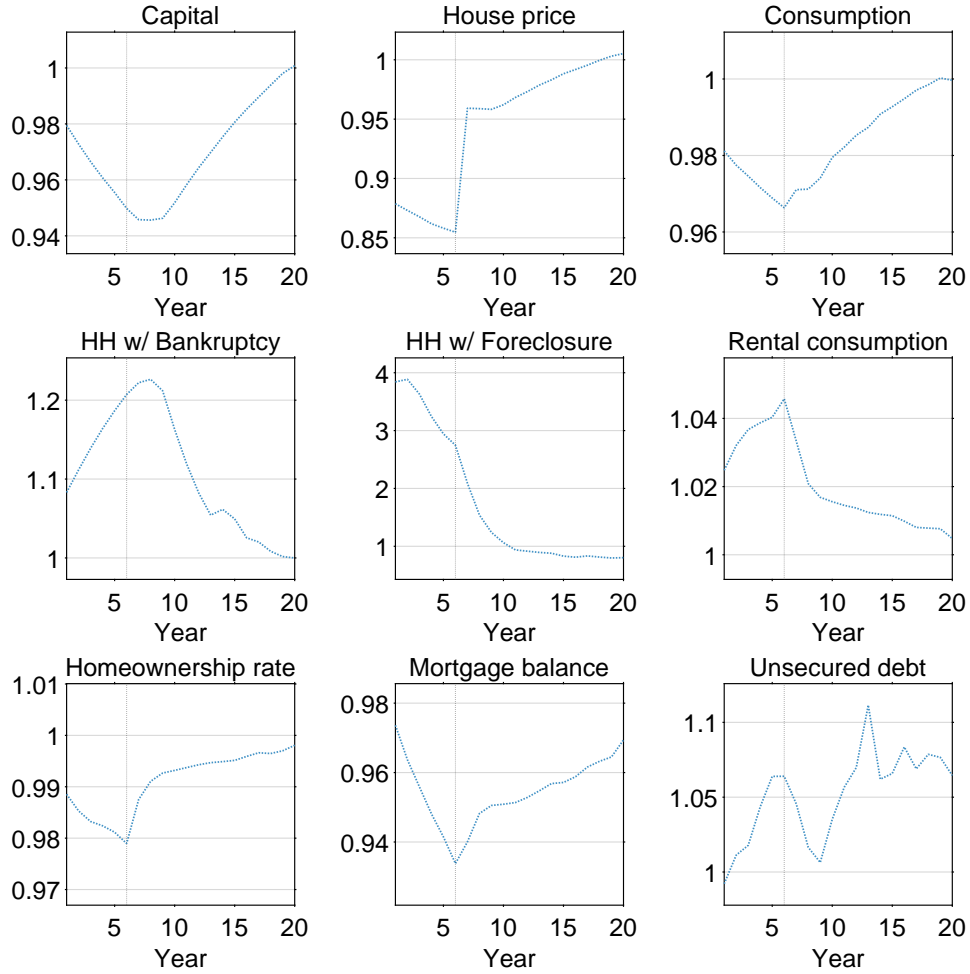 Capital
House price
Consumption
1
0.98
0.96
0.94
1
0.95
0.9
0.85
1
0.98
0.96
5 10 15 20
5 10 15 20
5 10 15 20
Year
Year
Year
HH w/ Bankruptcy
HH w/ Foreclosure
Rental consumption
1.2
1.1
1
4
3
2
1
1.04
1.02
1
5 10 15 20
5 10 15 20
5 10 15 20
Year
Year
Year
Homeownership rate
Mortgage balance
Unsecured debt
1.01
1
0.99
0.98
0.97
0.98
0.96
0.94
1.1
1.05
1
5 10 15 20
5 10 15 20
5 10 15 20
Year
Year
Year